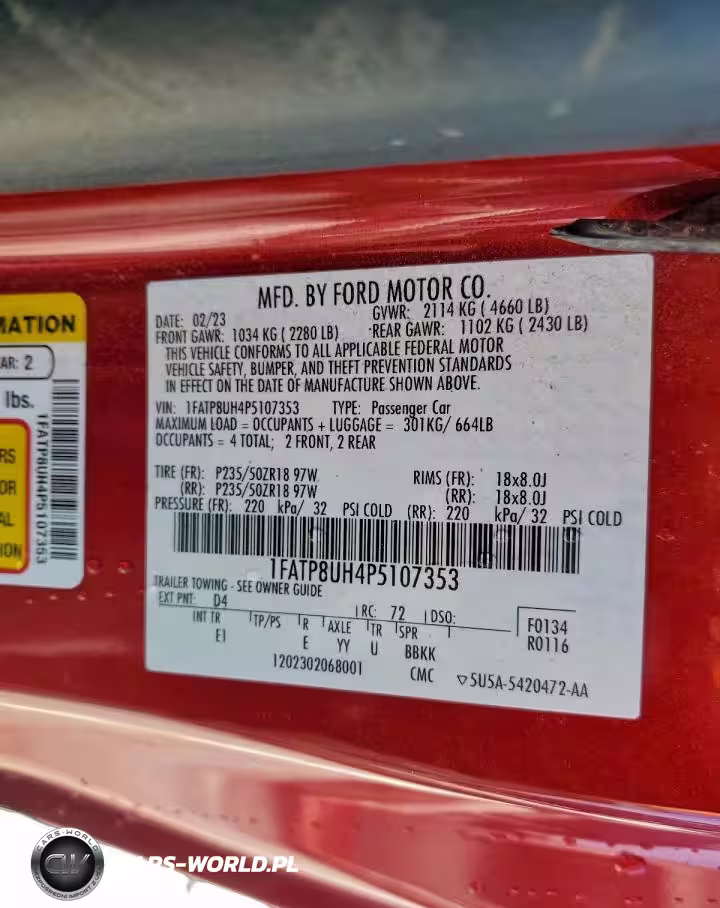 MATION
AR: 2
lbs.
RS
OR
AL
ION
1FATP8UH4P5107353
MFD. BY FORD MOTOR CO.
DATE: 02/23 GVWR: 2114 KG ( 4660 LB)
FRONT GAWR: 1034 KG ( 2280 LB) REAR GAWR: 1102 KG ( 2430 LB)
THIS VEHICLE CONFORMS TO ALL APPLICABLE FEDERAL MOTOR
VEHICLE SAFETY, BUMPER, AND THEFT PREVENTION STANDARDS
IN EFFECT ON THE DATE OF MANUFACTURE SHOWN ABOVE.
VIN: 1FATP8UH4P5107353 TYPE: Passenger Car
MAXIMUM LOAD = OCCUPANTS + LUGGAGE = 301KG/ 664LB
OCCUPANTS = 4 TOTAL; 2 FRONT, 2 REAR
TIRE (FR): P235/50ZR18 97W RIMS (FR): 18x8.0J
(RR): P235/50ZR18 97W (RR): 18x8.0J
PRESSURE (FR): 220 kPa/ 32 PSI COLD (RR): 220 kPa/ 32 PSI COLD
1FATP8UH4P5107353
TRAILER TOWING - SEE OWNER GUIDE
EXT PNT: D4 RC: 72 DSO: F0134
INT TR TP/PS R AXLE TR SPR R0116
E1 E YY U BBKK
1202302068001 CMC ▽5U5A-5420472-AA
CARS-WORLD
CW
CARS-WORLD.PL